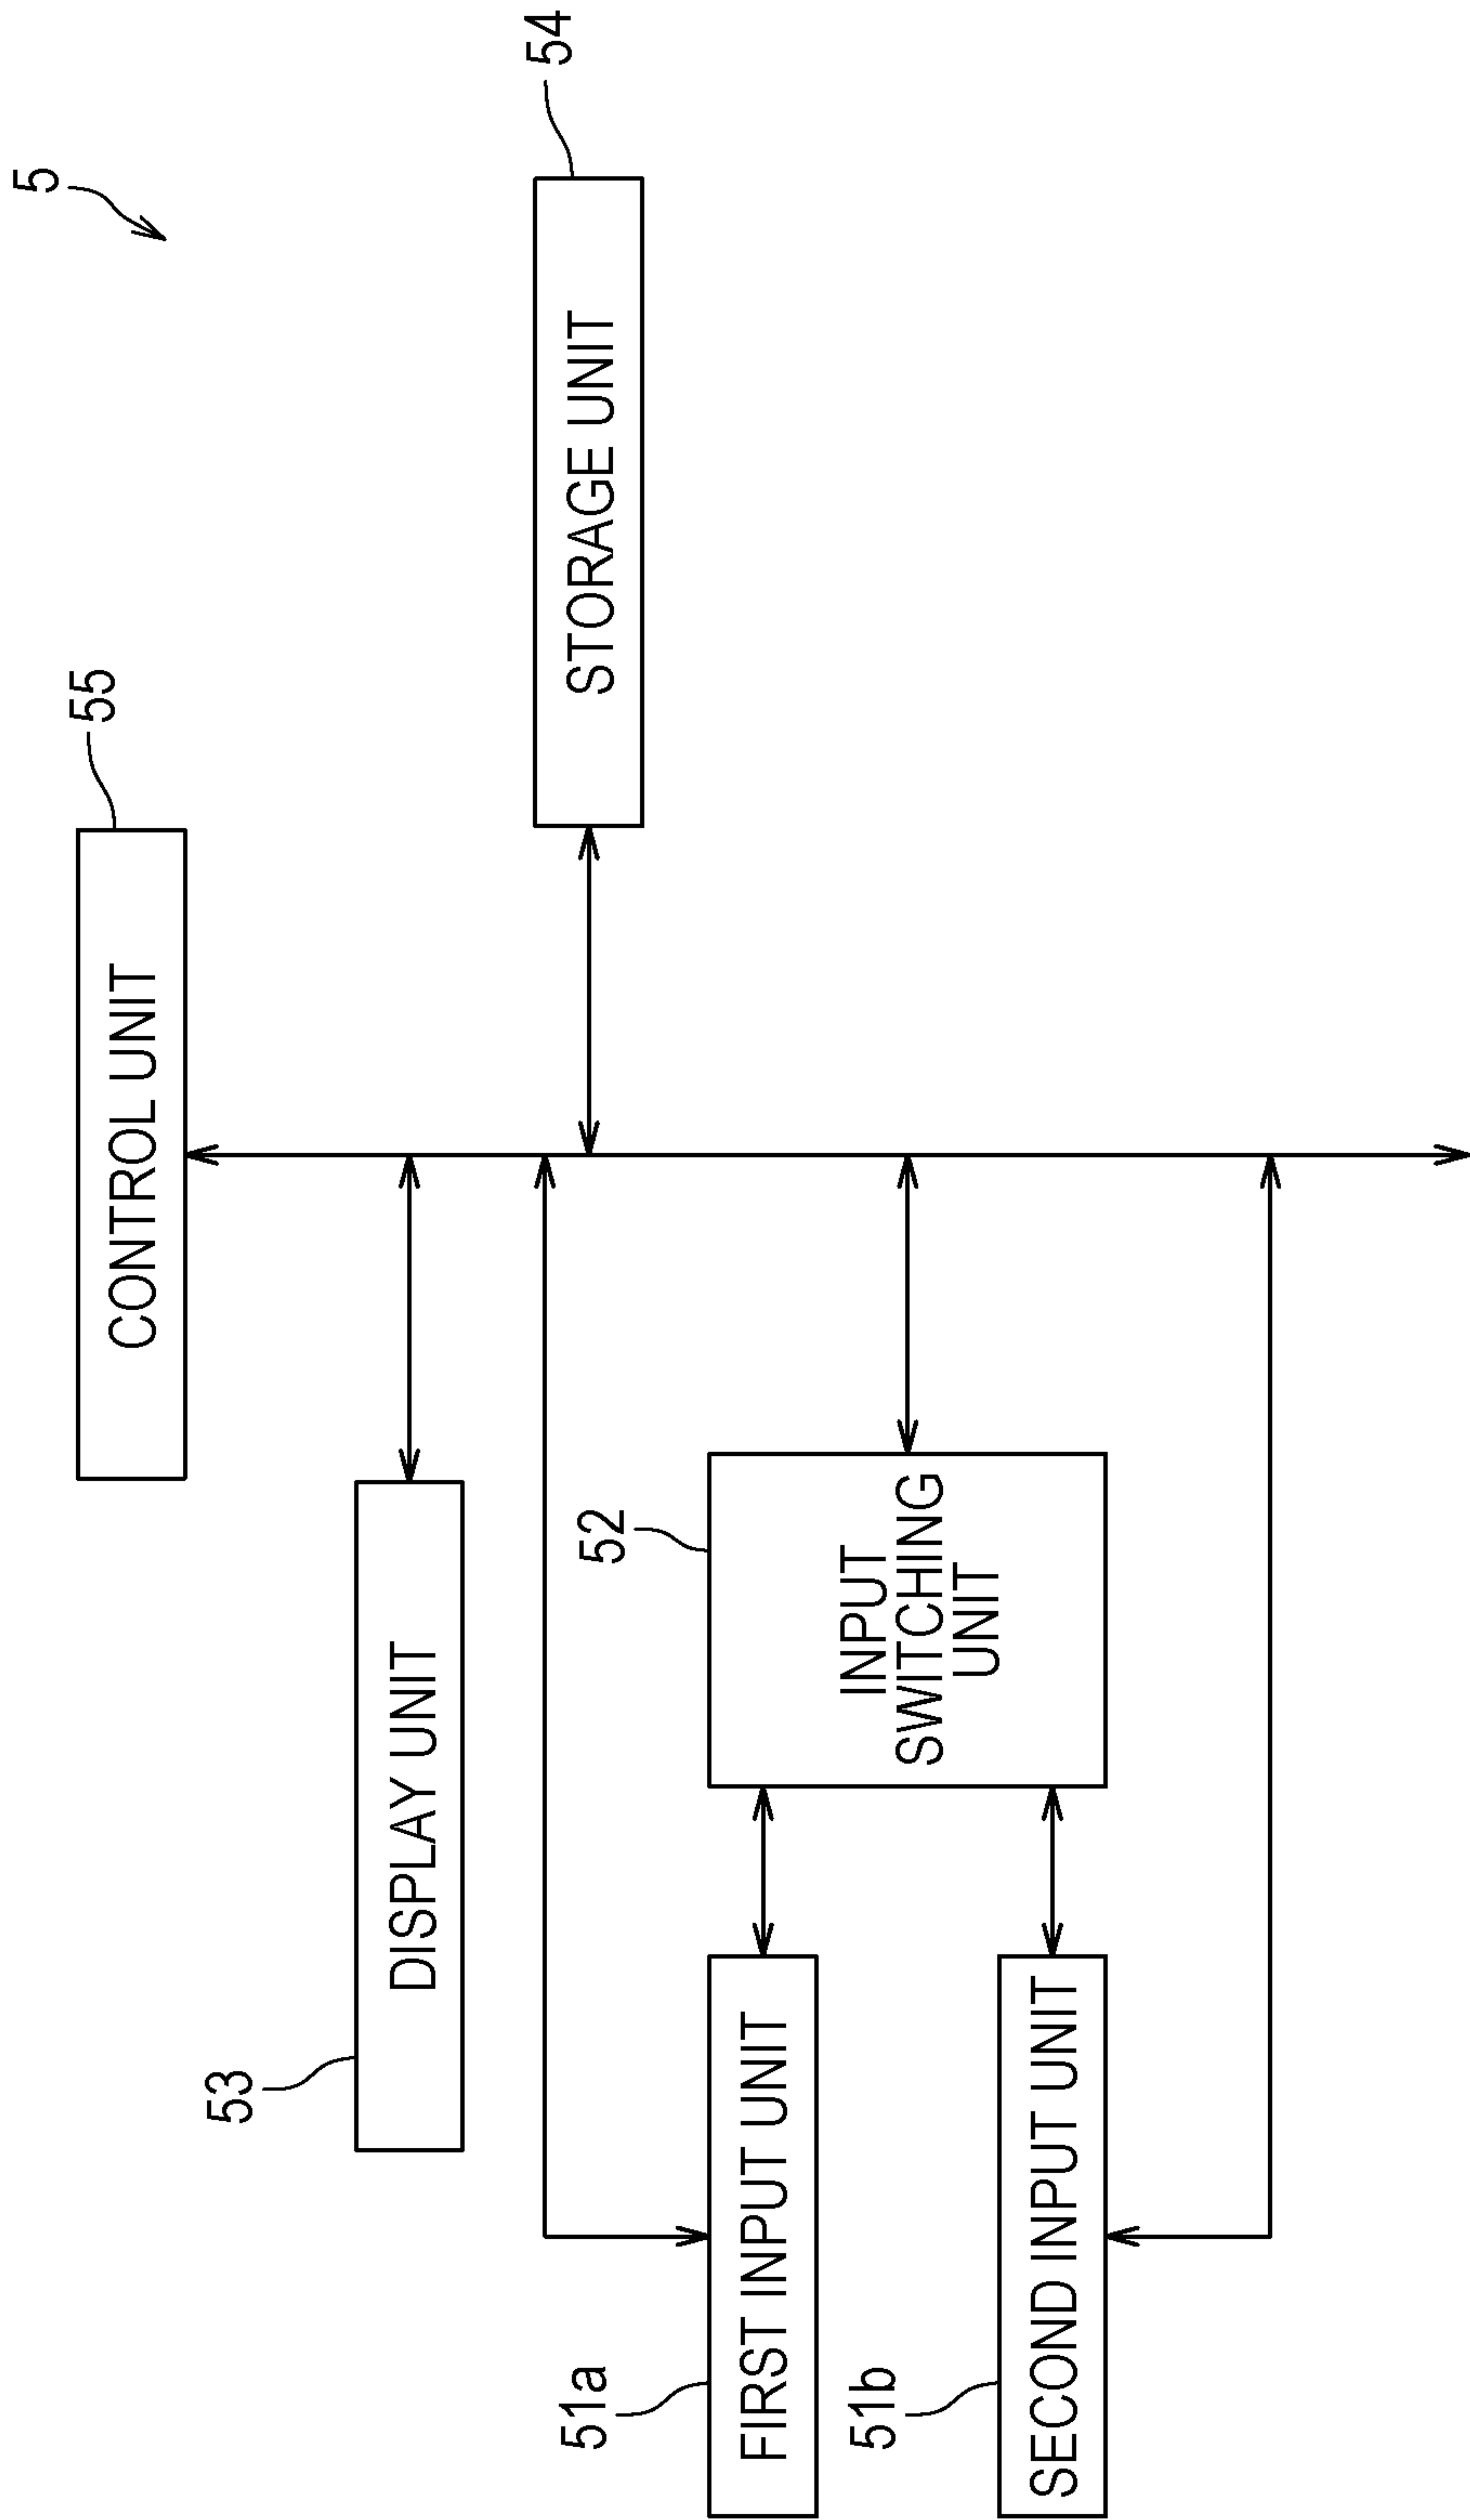 5
55
CONTROL UNIT
53
DISPLAY UNIT
54
STORAGE UNIT
51a
FIRST INPUT UNIT
52
INPUT
SWITCHING
UNIT
51b
SECOND INPUT UNIT